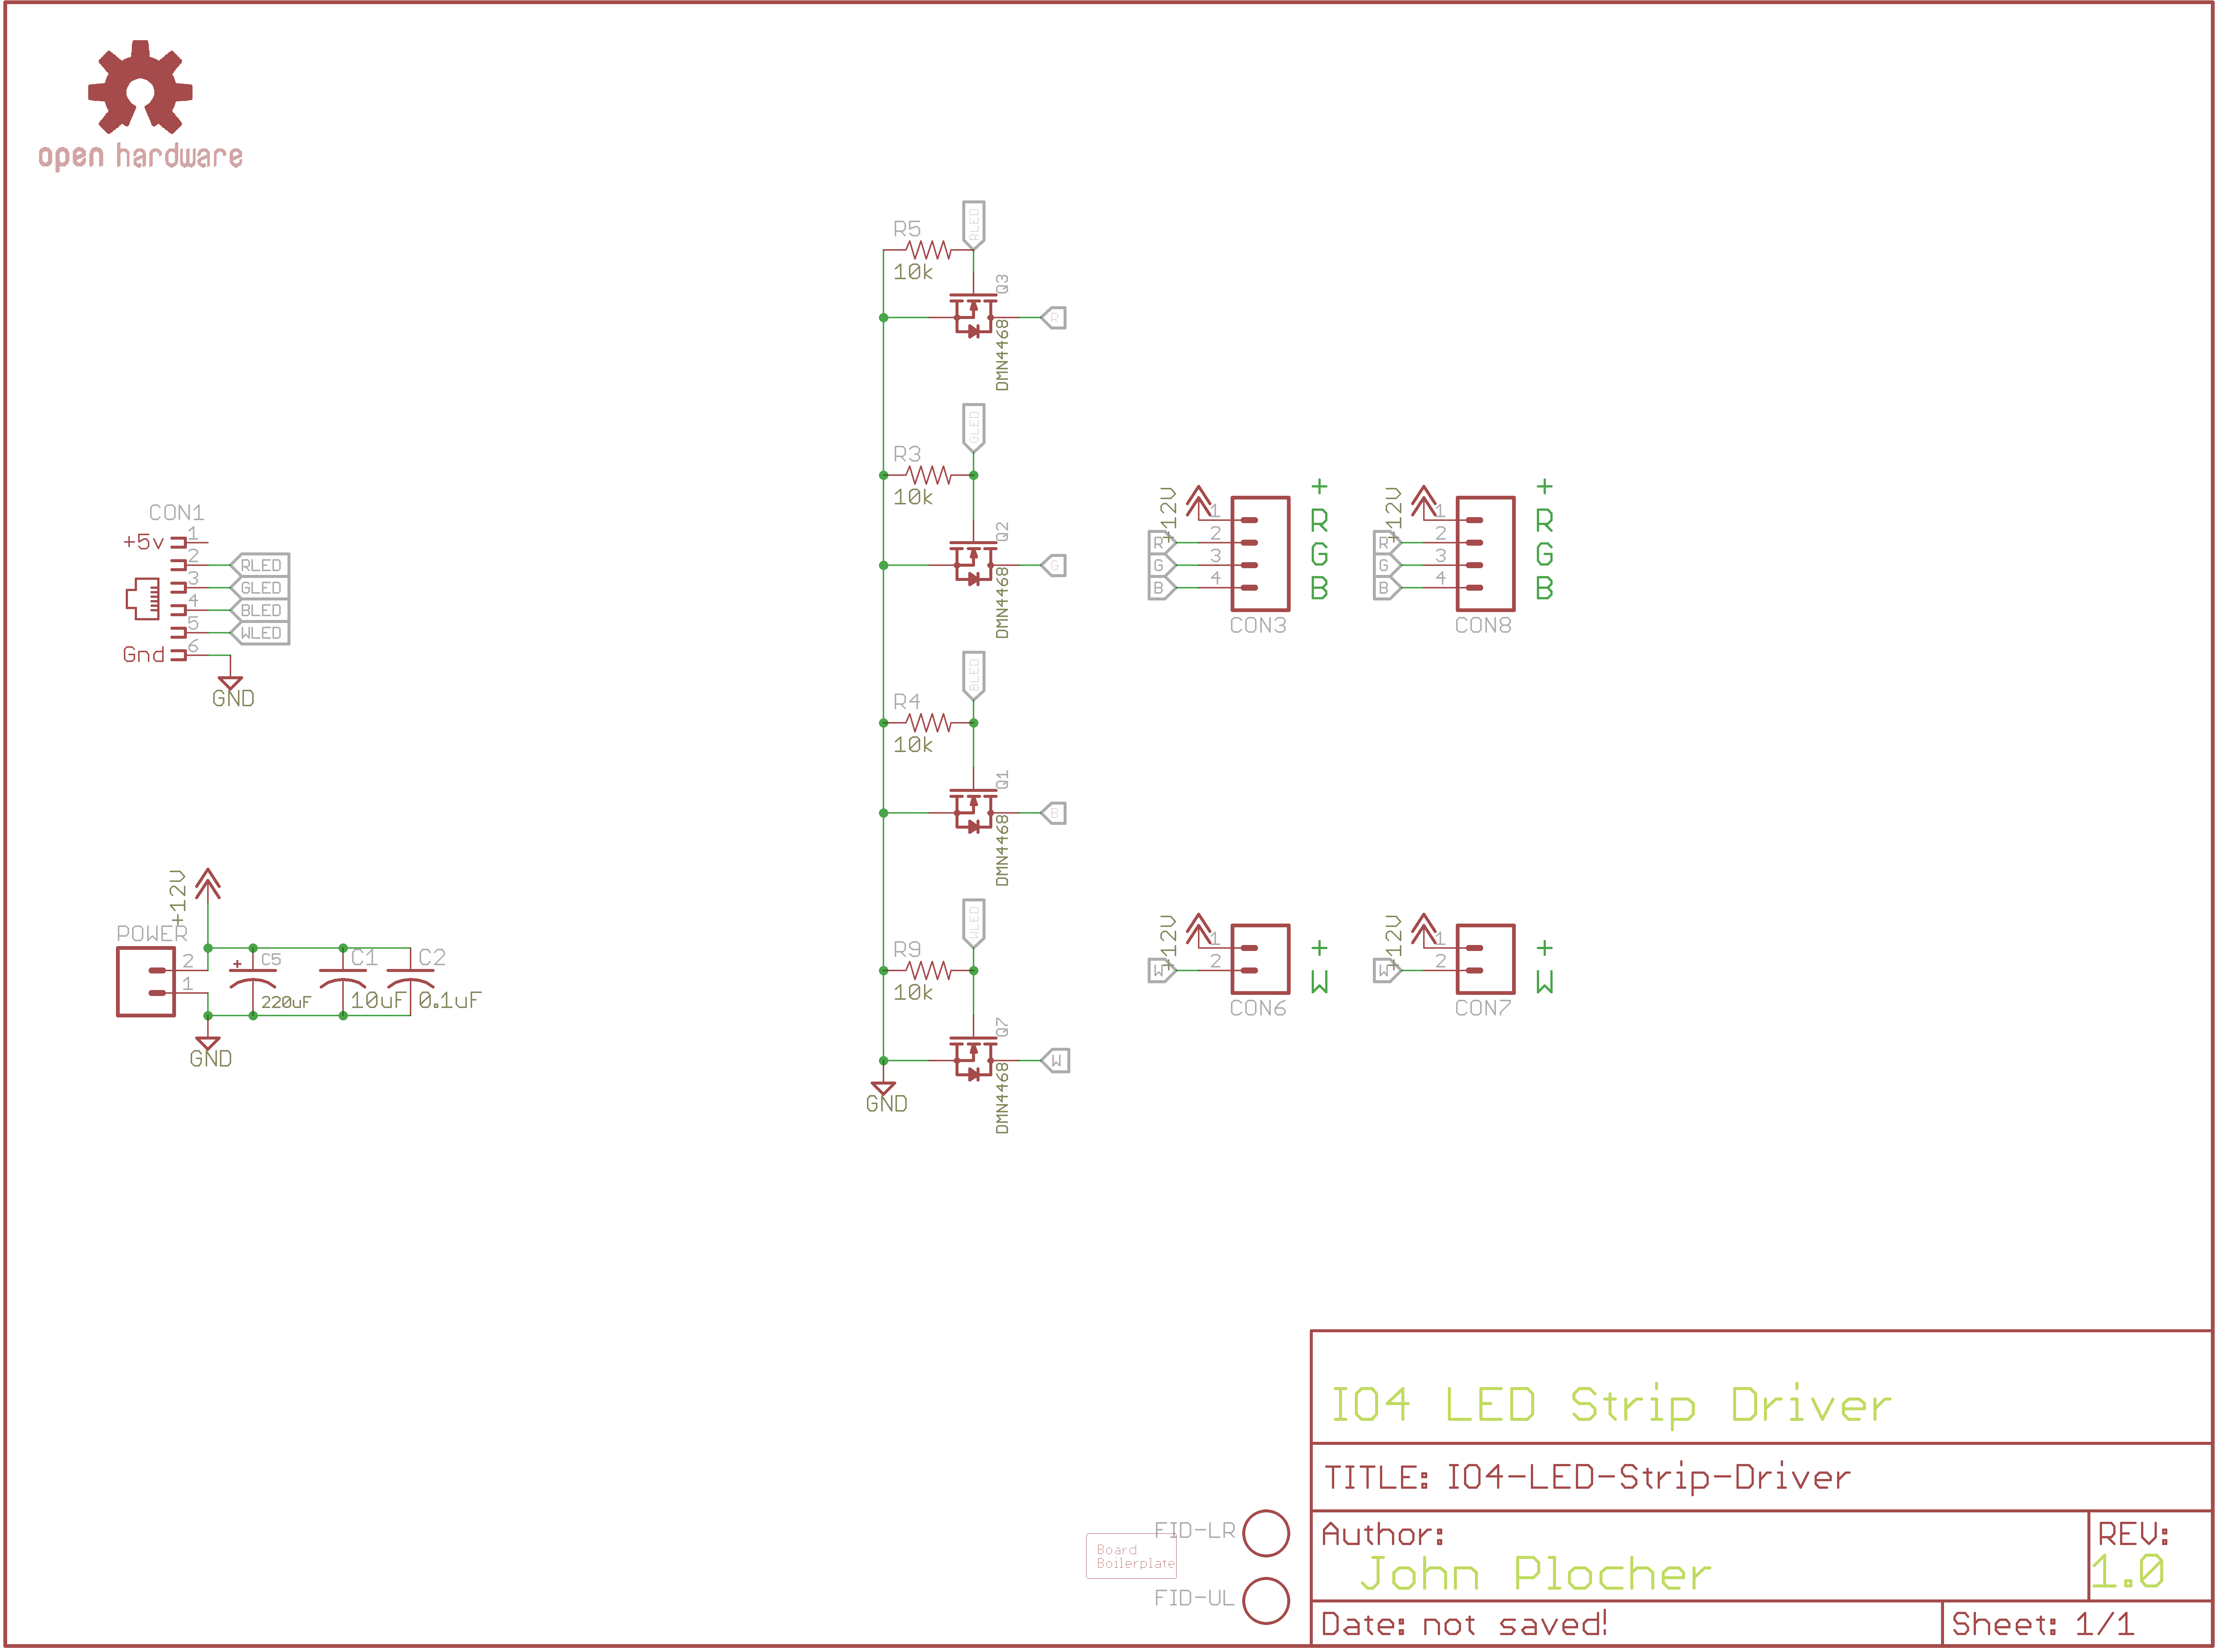 open hardware
RLED
R5
10k
Q3
DMN4468
R
GLED
R3
10k
Q2
DMN4468
G
BLED
R4
10k
Q1
DMN4468
B
WLED
R9
10k
Q7
DMN4468
W
GND
CON1
+5v
1
2
RLED
3
GLED
4
BLED
5
WLED
Gnd
6
GND
+12V
POWER
2
1
+
C5
220uF
C1
10uF
C2
0.1uF
GND
+12V
1
+
R
2
R
G
3
G
B
4
B
CON3
+12V
1
+
R
2
R
G
3
G
B
4
B
CON8
+12V
1
+
W
2
W
CON6
+12V
1
+
W
2
W
CON7
Board
Boilerplate
FID-LR
FID-UL
IO4 LED Strip Driver
TITLE: IO4-LED-Strip-Driver
Author:
John Plocher
REV:
1.0
Date: not saved!
Sheet: 1/1